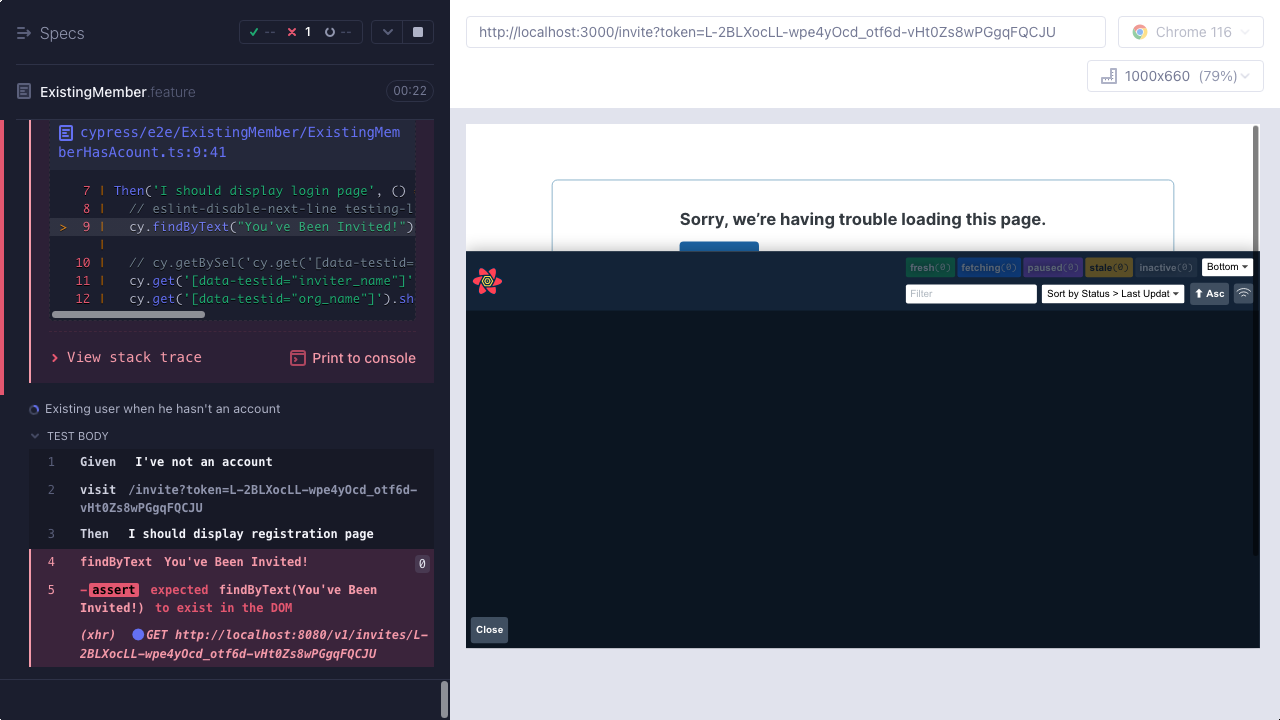 Specs
-- 1 --
ExistingMember.feature
00:22
cypress/e2e/ExistingMember/ExistingMem
berHasAcount.ts:9:41
7 | Then('I should display login page', ()
8 | // eslint-disable-next-line testing-l
> 9 | cy.findByText("You've Been Invited!")
|
10 | // cy.getBySel('cy.get('[data-testid=
11 | cy.get('[data-testid="inviter_name"]'
12 | cy.get('[data-testid="org_name"]').sh
View stack trace
Print to console
Existing user when he hasn't an account
TEST BODY
1 Given I've not an account
2 visit /invite?token=L-2BLXocLL-wpe4yOcd_otf6d-
vHt0Zs8wPGgqFQCJU
3 Then I should display registration page
4 findByText You've Been Invited! 0
5 -assert expected findByText(You've Been
Invited!) to exist in the DOM
(xhr) GET http://localhost:8080/v1/invites/L-
2BLXocLL-wpe4yOcd_otf6d-vHt0Zs8wPGgqFQCJU
http://localhost:3000/invite?token=L-2BLXocLL-wpe4yOcd_otf6d-vHt0Zs8wPGgqFQCJU
Chrome 116
1000x660 (79%)
Sorry, we’re having trouble loading this page.
fresh(0) fetching(0) paused(0) stale(0) inactive(0) Bottom
Filter Sort by Status > Last Updat Asc
Close